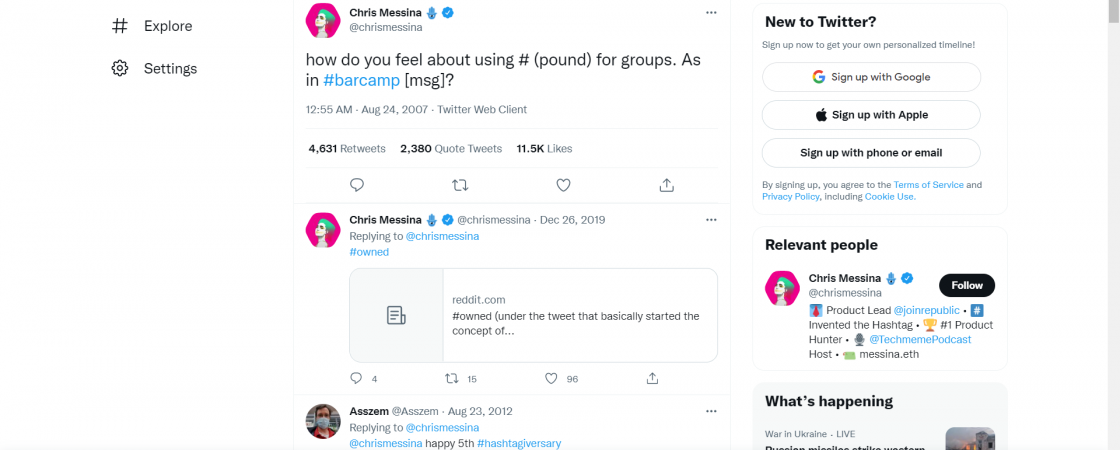 Explore
Settings
Chris Messina
@chrismessina
how do you feel about using # (pound) for groups. As
in #barcamp [msg]?
12:55 AM · Aug 24, 2007 · Twitter Web Client
4,631 Retweets 2,380 Quote Tweets 11.5K Likes
Chris Messina @chrismessina · Dec 26, 2019
Replying to @chrismessina
#owned
reddit.com
#owned (under the tweet that basically started the
concept of...
4 15 96
Asszem @Asszem · Aug 23, 2012
Replying to @chrismessina
@chrismessina happy 5th #hashtagiversary
New to Twitter?
Sign up now to get your own personalized timeline!
Sign up with Google
Sign up with Apple
Sign up with phone or email
By signing up, you agree to the Terms of Service and
Privacy Policy, including Cookie Use.
Relevant people
Chris Messina
@chrismessina
Follow
Product Lead @joinrepublic • #️⃣
Invented the Hashtag • 🏆 #1 Product
Hunter • 🎙 @TechmemePodcast
Host • messina.eth
What's happening
War in Ukraine · LIVE
Russian missiles strike western